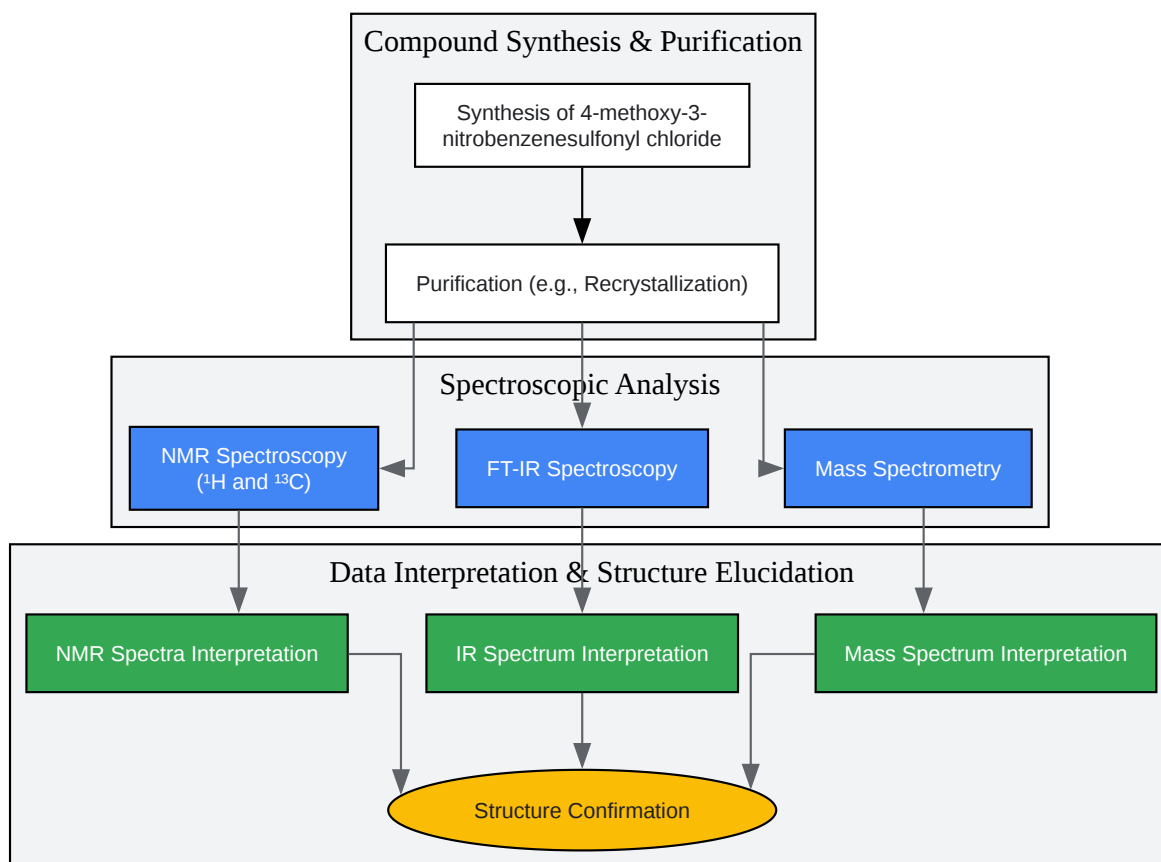 Compound Synthesis & Purification
Synthesis of 4-methoxy-3-
nitrobenzenesulfonyl chloride
Purification (e.g., Recrystallization)
Spectroscopic Analysis
NMR Spectroscopy
(¹H and ¹³C)
FT-IR Spectroscopy
Mass Spectrometry
Data Interpretation & Structure Elucidation
NMR Spectra Interpretation
IR Spectrum Interpretation
Mass Spectrum Interpretation
Structure Confirmation